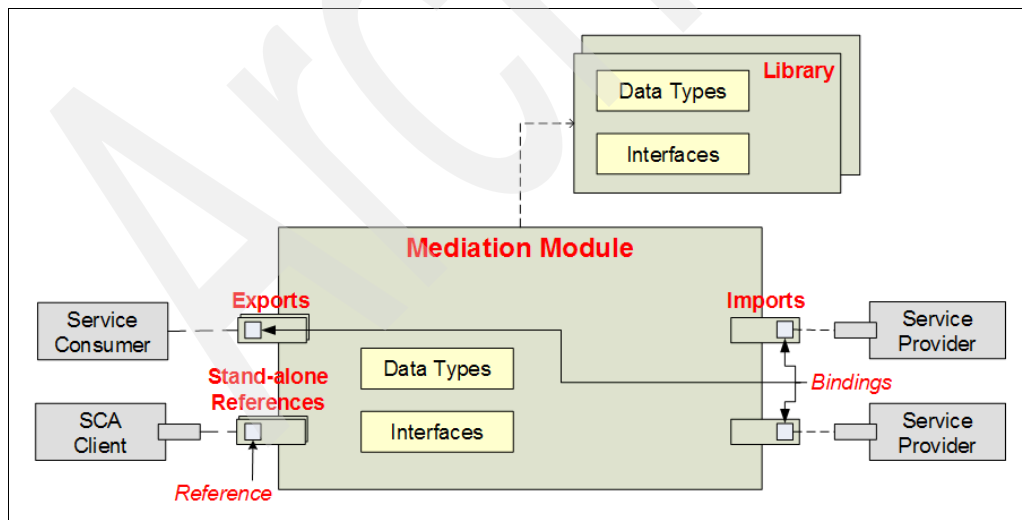 Library
Data Types
Interfaces
Mediation Module
Exports
Imports
Service
Consumer
Service
Provider
Data Types
Bindings
Stand-alone
References
SCA
Client
Interfaces
Service
Provider
Reference